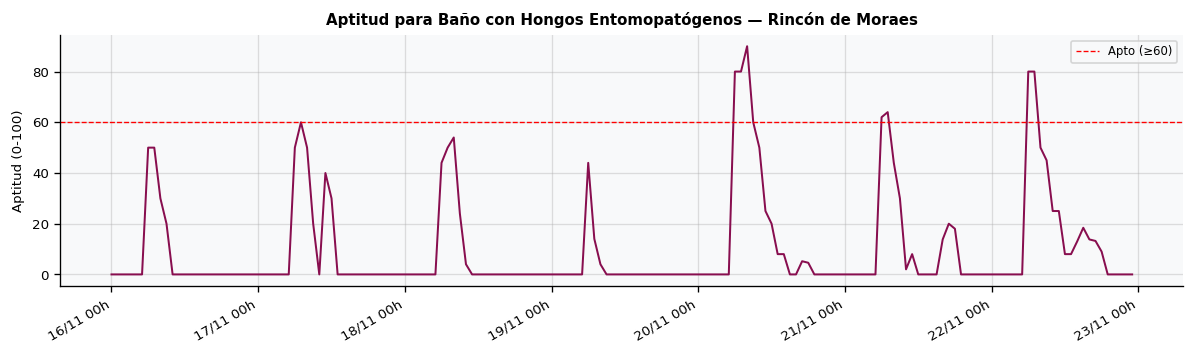 Aptitud para Baño con Hongos Entomopatógenos — Rincón de Moraes
Apto (≥60)
Aptitud (0-100)
80
60
40
20
0
16/11 00h
17/11 00h
18/11 00h
19/11 00h
20/11 00h
21/11 00h
22/11 00h
23/11 00h